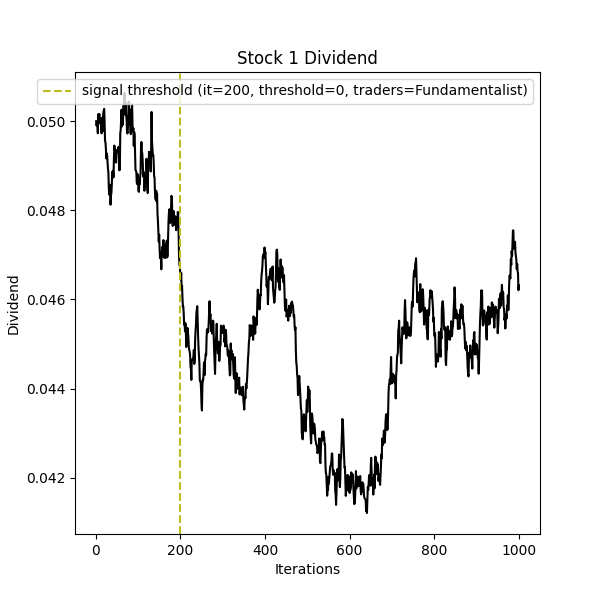 Stock 1 Dividend
signal threshold (it=200, threshold=0, traders=Fundamentalist)
0.050
0.048
0.046
0.044
0.042
Dividend
0 200 400 600 800 1000
Iterations